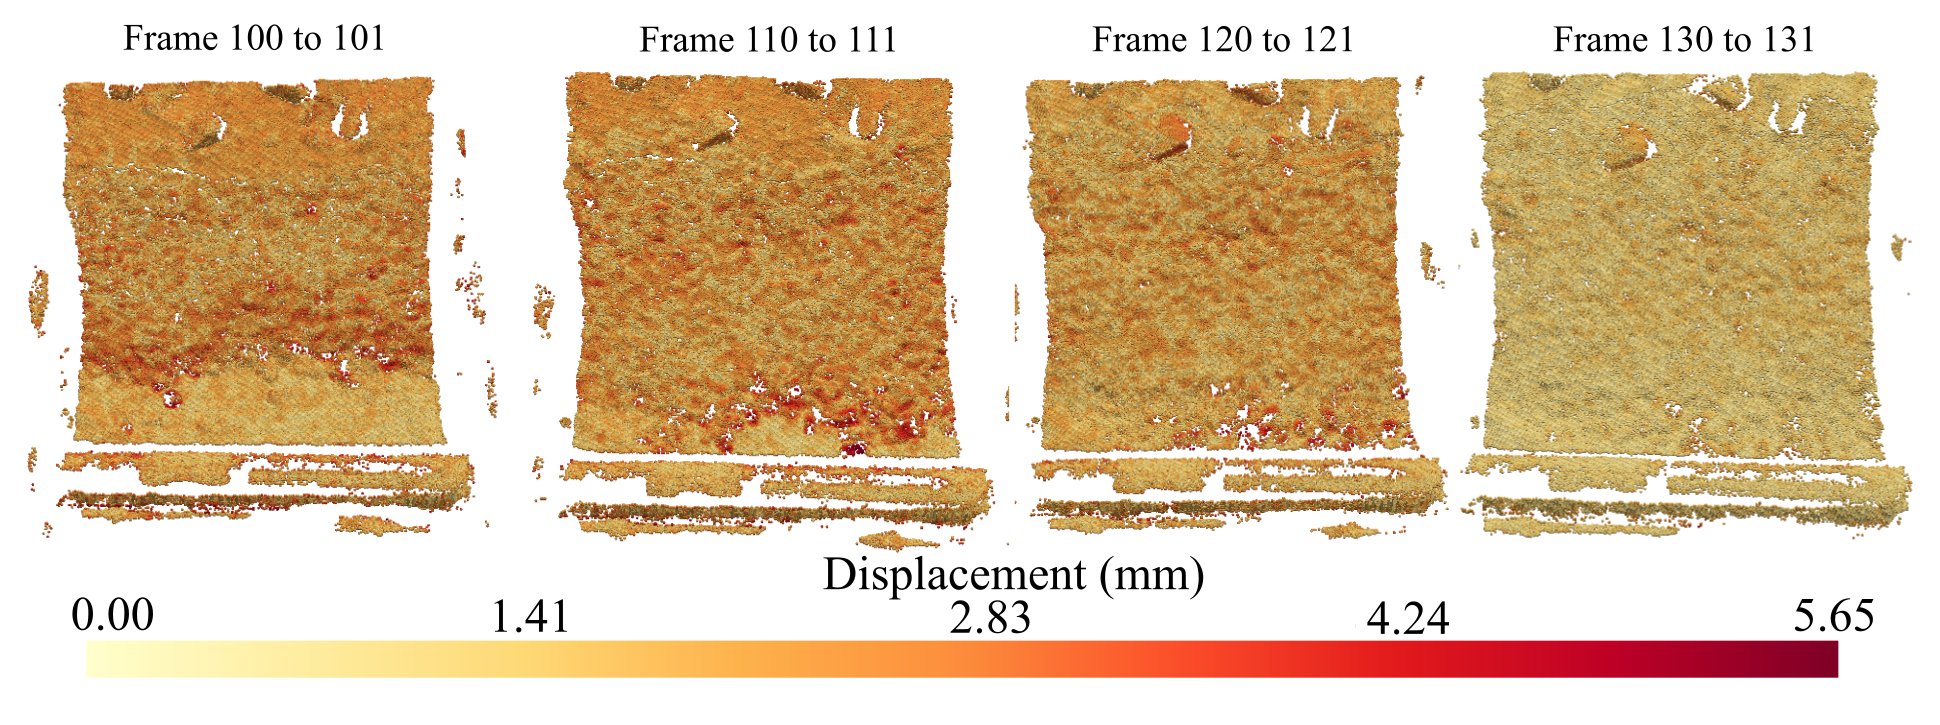 Frame 100 to 101
Frame 110 to 111
Frame 120 to 121
Frame 130 to 131
Displacement (mm)
0.00 1.41 2.83 4.24 5.65